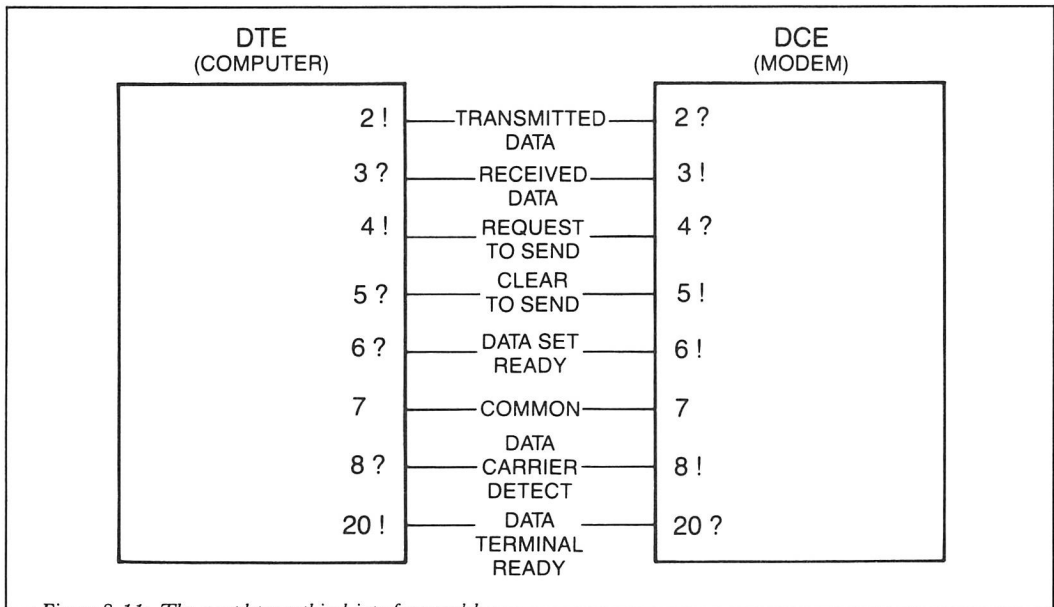 DTE
(COMPUTER)
DCE
(MODEM)
2 ! TRANSMITTED DATA 2 ?
3 ? RECEIVED DATA 3 !
4 ! REQUEST TO SEND 4 ?
5 ? CLEAR TO SEND 5 !
6 ? DATA SET READY 6 !
7 COMMON 7
8 ? DATA CARRIER DETECT 8 !
20 ! DATA TERMINAL READY 20 ?